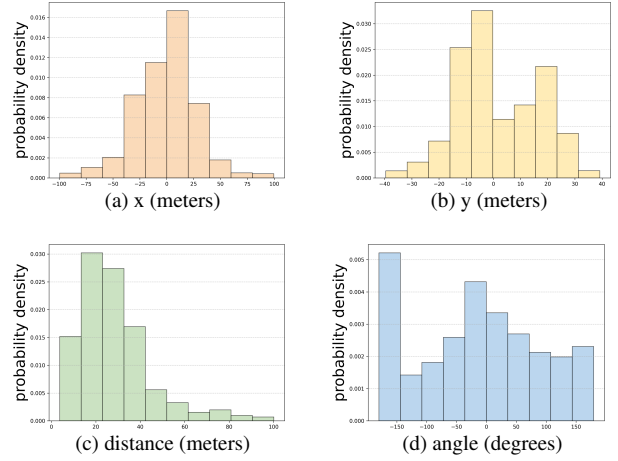 probability density
0.016
0.014
0.012
0.010
0.008
0.006
0.004
0.002
0.000
−100 −75 −50 −25 0 25 50 75 100
(a) x (meters)
probability density
0.030
0.025
0.020
0.015
0.010
0.005
0.000
−40 −30 −20 −10 0 10 20 30 40
(b) y (meters)
probability density
0.030
0.025
0.020
0.015
0.010
0.005
0.000
0 20 40 60 80 100
(c) distance (meters)
probability density
0.005
0.004
0.003
0.002
0.001
0.000
−150 −100 −50 0 50 100 150
(d) angle (degrees)